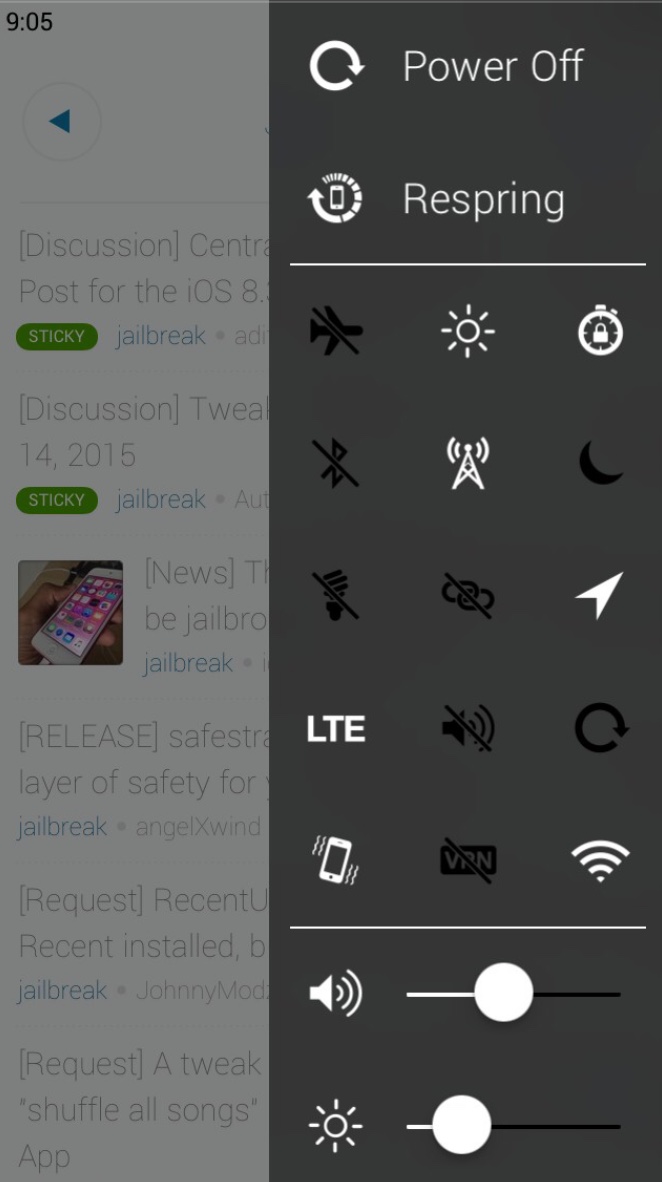 9:05
Power Off
Respring
[Discussion] Centra
Post for the iOS 8.
STICKY jailbreak • adi
[Discussion] Tweak
14, 2015
STICKY jailbreak • Aut
[News] Th
be jailbro
jailbreak • i
[RELEASE] safestra
layer of safety for y
jailbreak • angelXwind
[Request] RecentU
Recent installed, b
jailbreak • JohnnyModz
[Request] A tweak
"shuffle all songs"
App
LTE
VPN